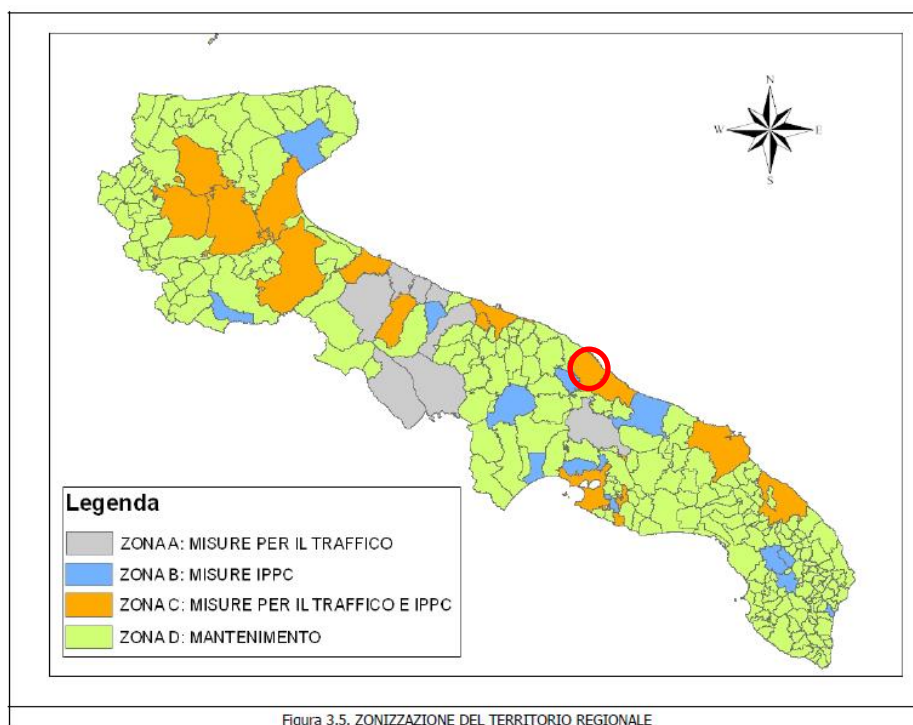 N
W E
S
Legenda
ZONA A: MISURE PER IL TRAFFICO
ZONA B: MISURE IPPC
ZONA C: MISURE PER IL TRAFFICO E IPPC
ZONA D: MANTENIMENTO
Figura 3.5. ZONIZZAZIONE DEL TERRITORIO REGIONALE